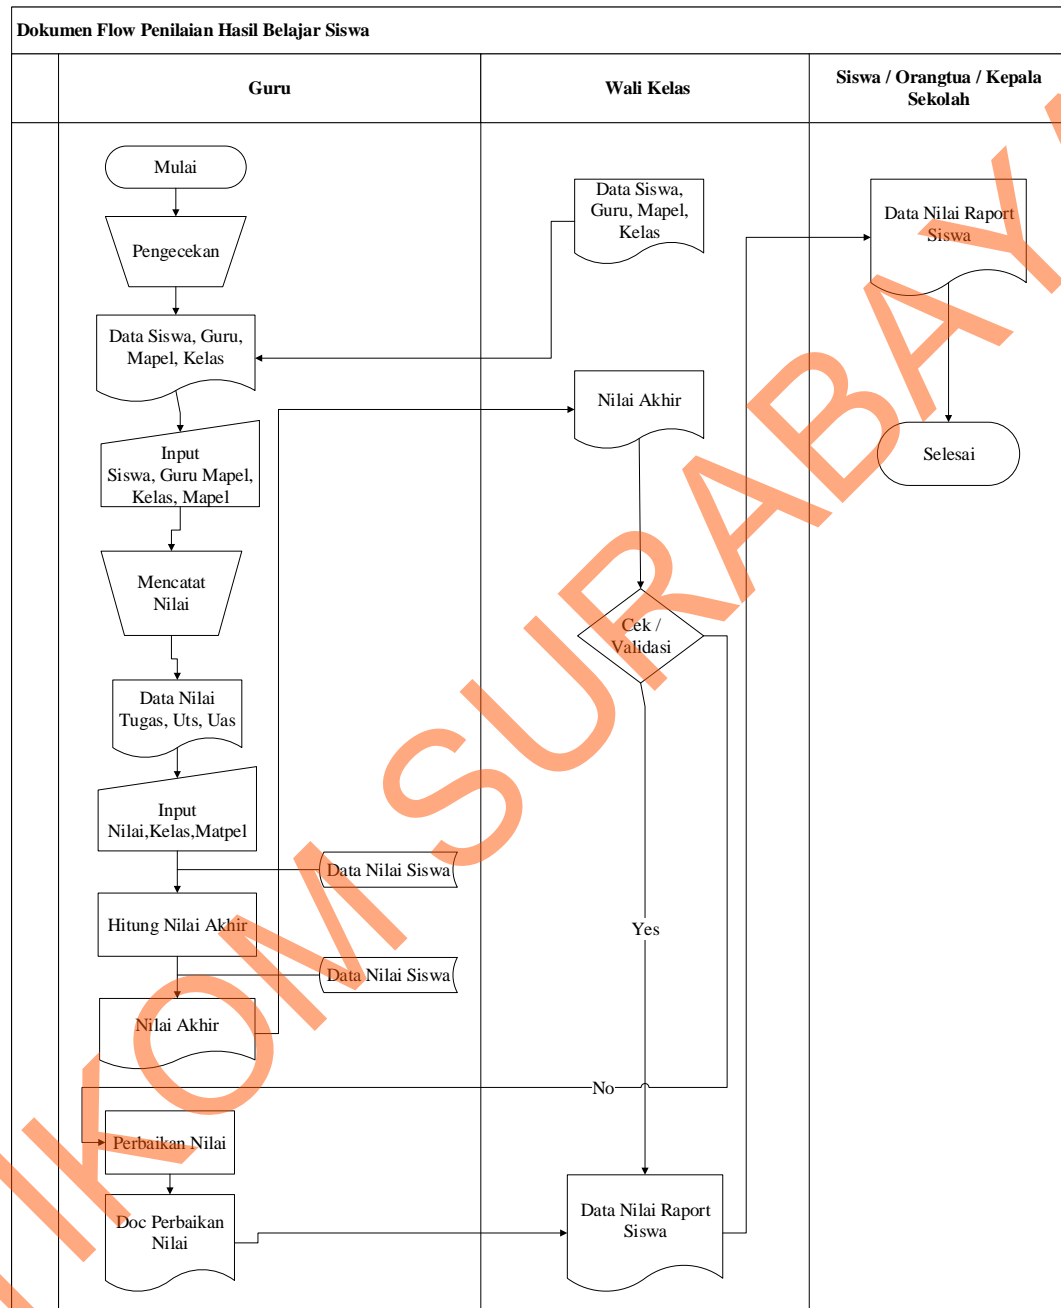 Dokumen Flow Penilaian Hasil Belajar Siswa
Guru
Wali Kelas
Siswa / Orangtua / Kepala
Sekolah
Mulai
Pengecekan
Data Siswa, Guru,
Mapel, Kelas
Input
Siswa, Guru Mapel,
Kelas, Mapel
Mencatat
Nilai
Data Nilai
Tugas, Uts, Uas
Input
Nilai,Kelas,Matpel
Data Nilai Siswa
Hitung Nilai Akhir
Data Nilai Siswa
Nilai Akhir
Perbaikan Nilai
Doc Perbaikan
Nilai
Data Siswa,
Guru, Mapel,
Kelas
Nilai Akhir
Cek /
Validasi
Yes
No
Data Nilai Raport
Siswa
Data Nilai Raport
Siswa
Selesai
IKOM SURABAYA